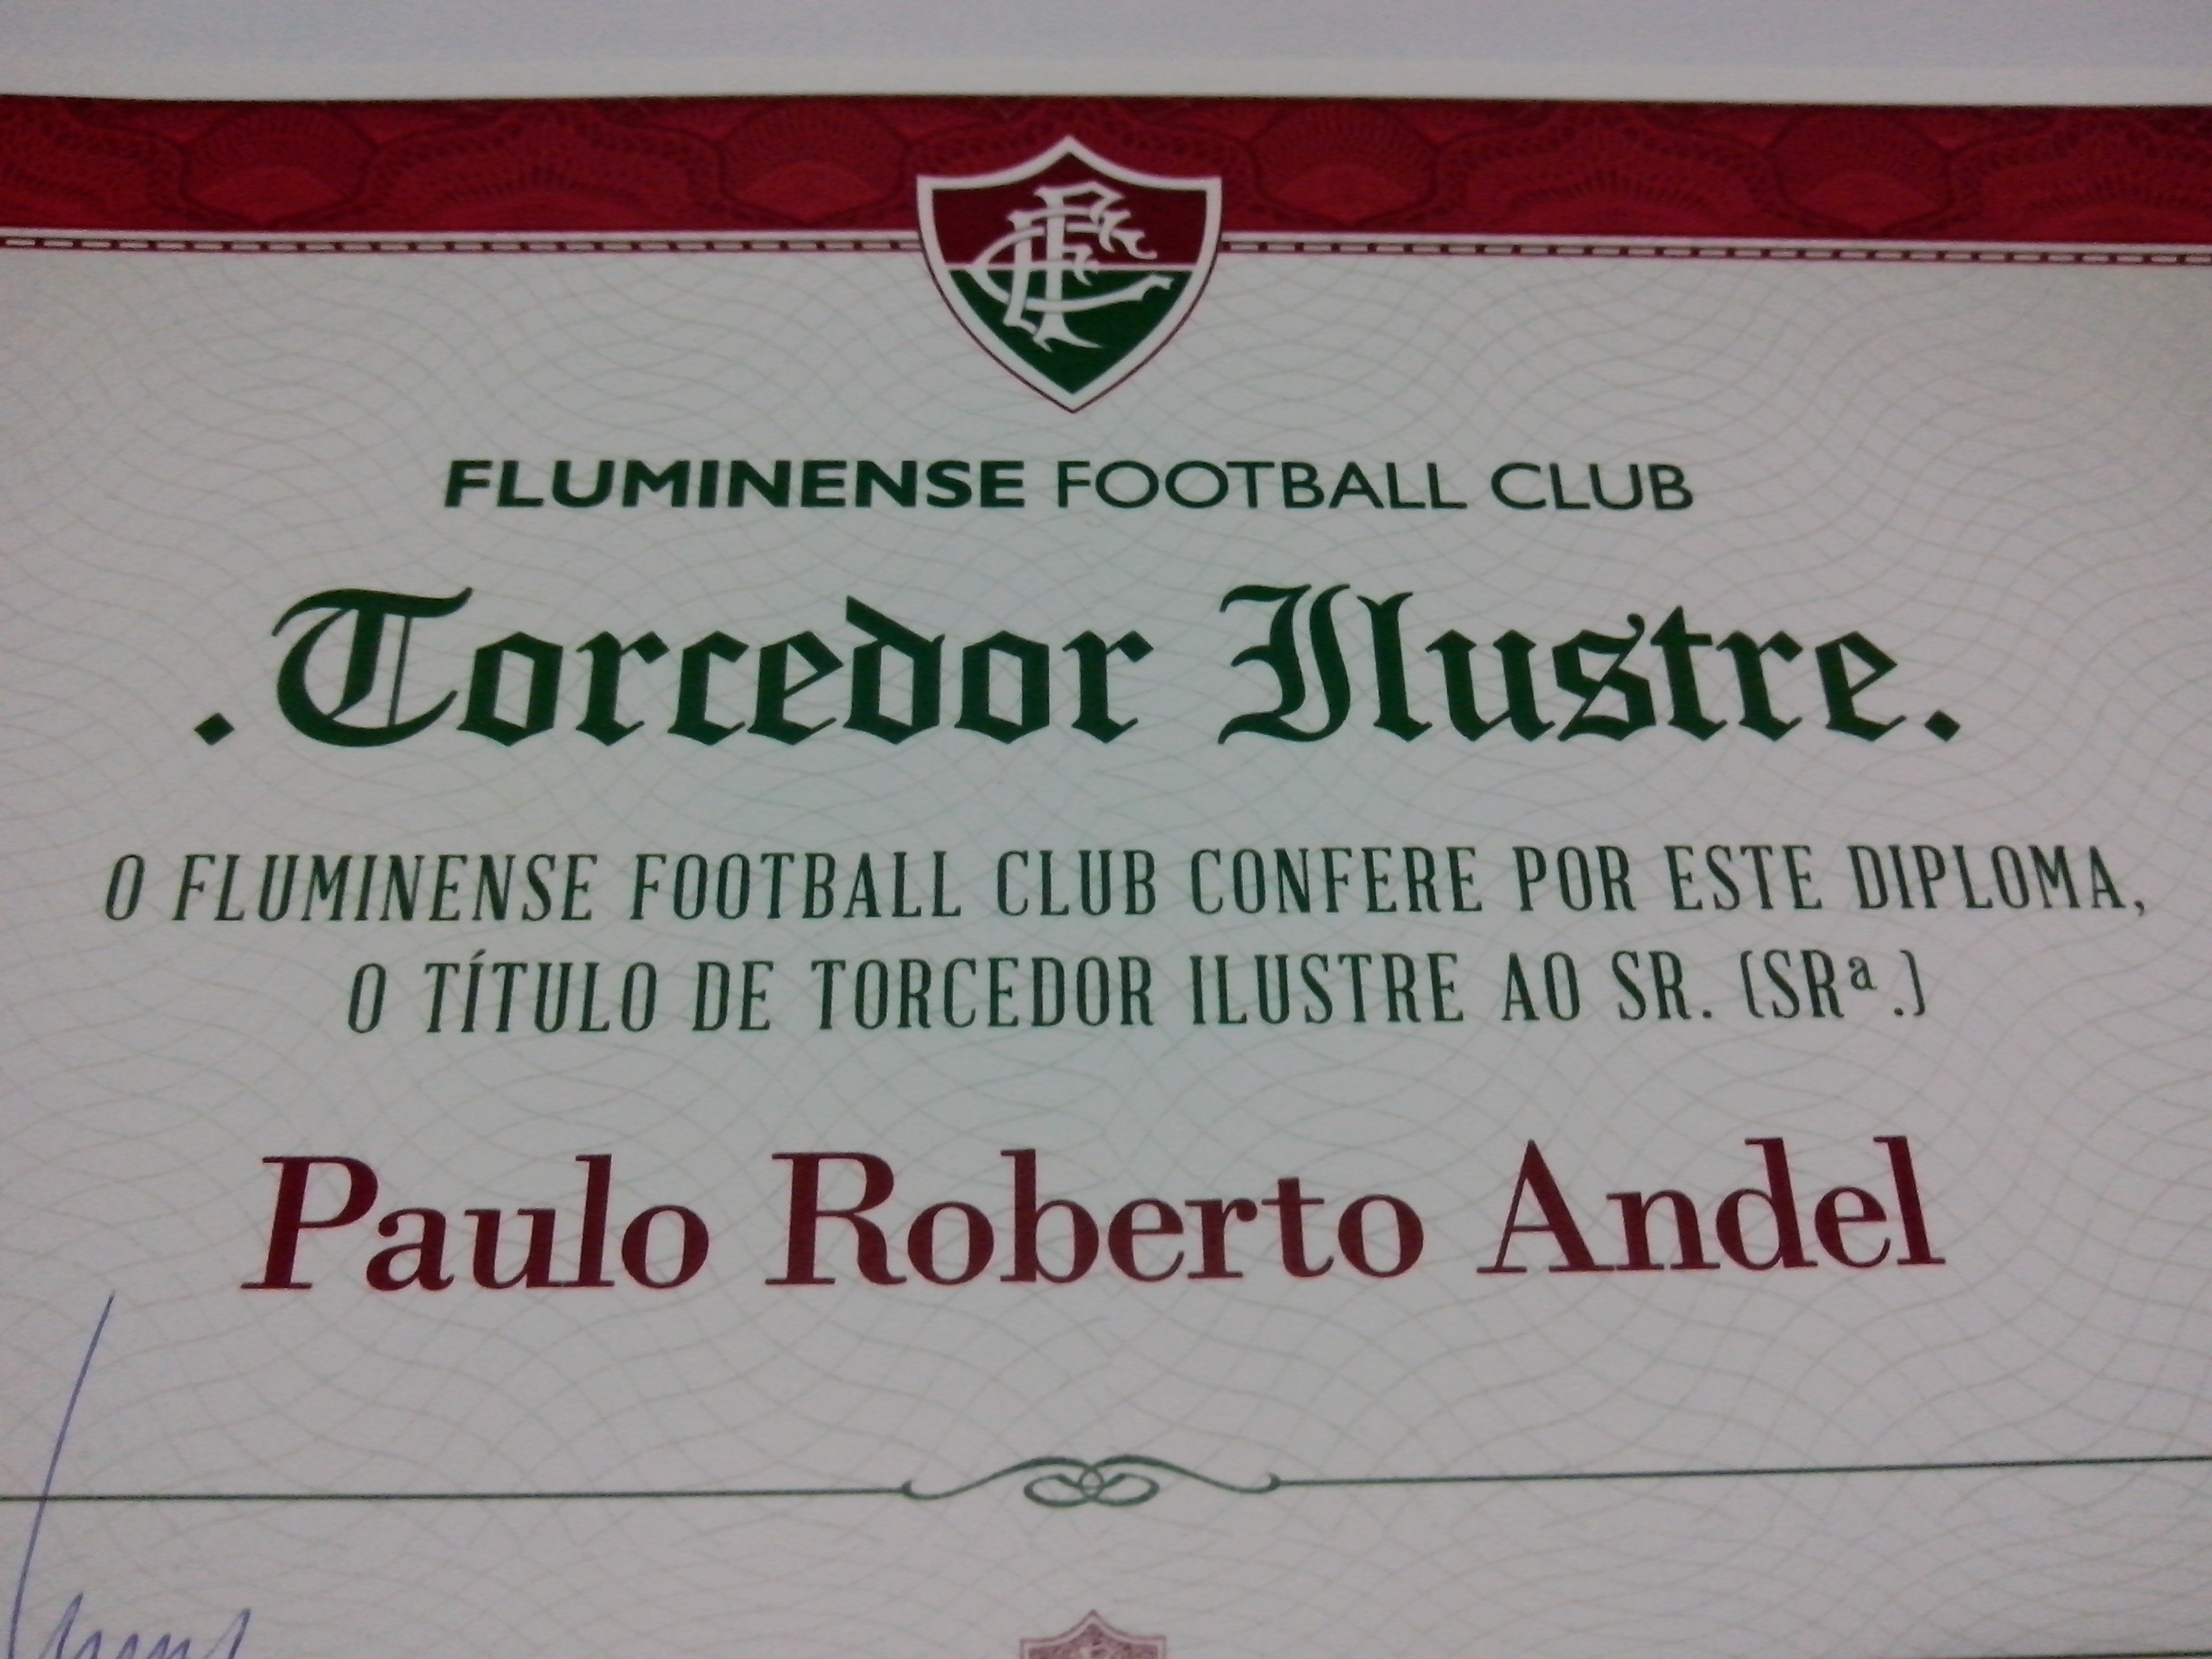 FLUMINENSE FOOTBALL CLUB
.Torcedor Ilustre.
O FLUMINENSE FOOTBALL CLUB CONFERE POR ESTE DIPLOMA,
O TÍTULO DE TORCEDOR ILUSTRE AO SR. (SRª.)
Paulo Roberto Andel